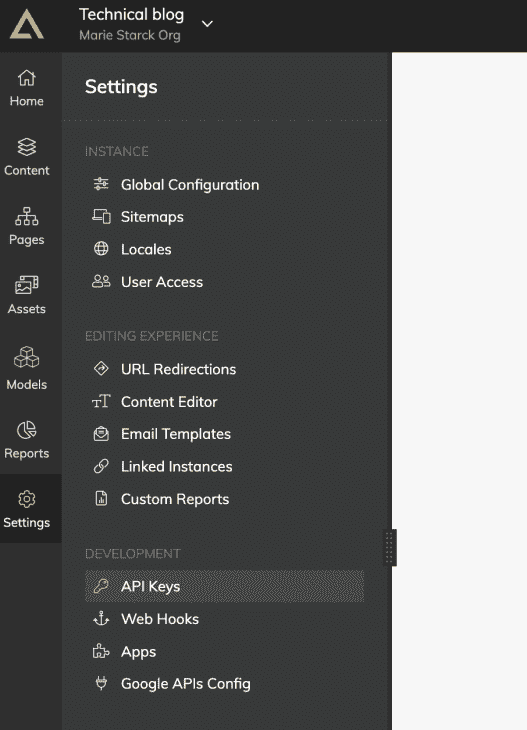 Technical blog
Marie Starck Org
Home
Content
Pages
Assets
Models
Reports
Settings
Settings
INSTANCE
Global Configuration
Sitemaps
Locales
User Access
EDITING EXPERIENCE
URL Redirections
Content Editor
Email Templates
Linked Instances
Custom Reports
DEVELOPMENT
API Keys
Web Hooks
Apps
Google APIs Config